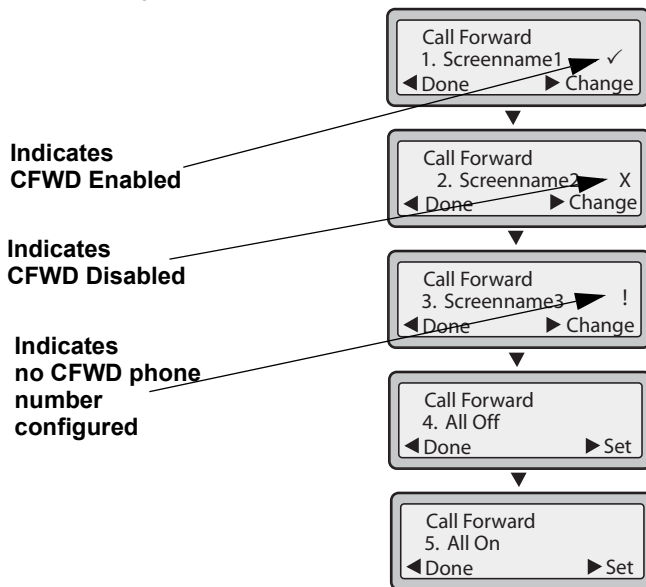 Call Forward
1. Screenname1 ✓
◀Done ▶Change
▼
Indicates
CFWD Enabled
Call Forward
2. Screenname2 X
◀Done ▶Change
▼
Indicates
CFWD Disabled
Call Forward
3. Screenname3 !
◀Done ▶Change
▼
Indicates
no CFWD phone
number
configured
Call Forward
4. All Off
◀Done ▶Set
▼
Call Forward
5. All On
◀Done ▶Set